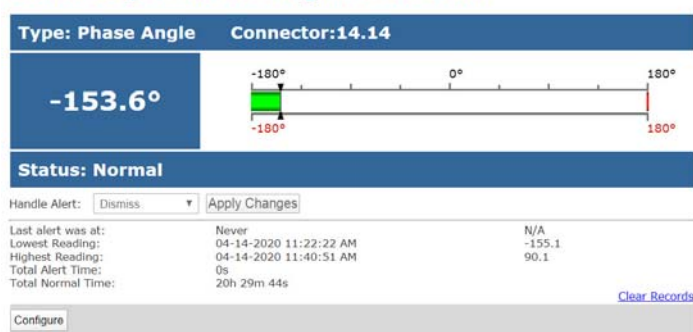 Type: Phase Angle Connector:14.14
-153.6°
-180° 0° 180°
-180° 180°
Status: Normal
Handle Alert: Dismiss Apply Changes
Last alert was at: Never N/A
Lowest Reading: 04-14-2020 11:22:22 AM -155.1
Highest Reading: 04-14-2020 11:40:51 AM 90.1
Total Alert Time: 0s
Total Normal Time: 20h 29m 44s
Clear Records
Configure